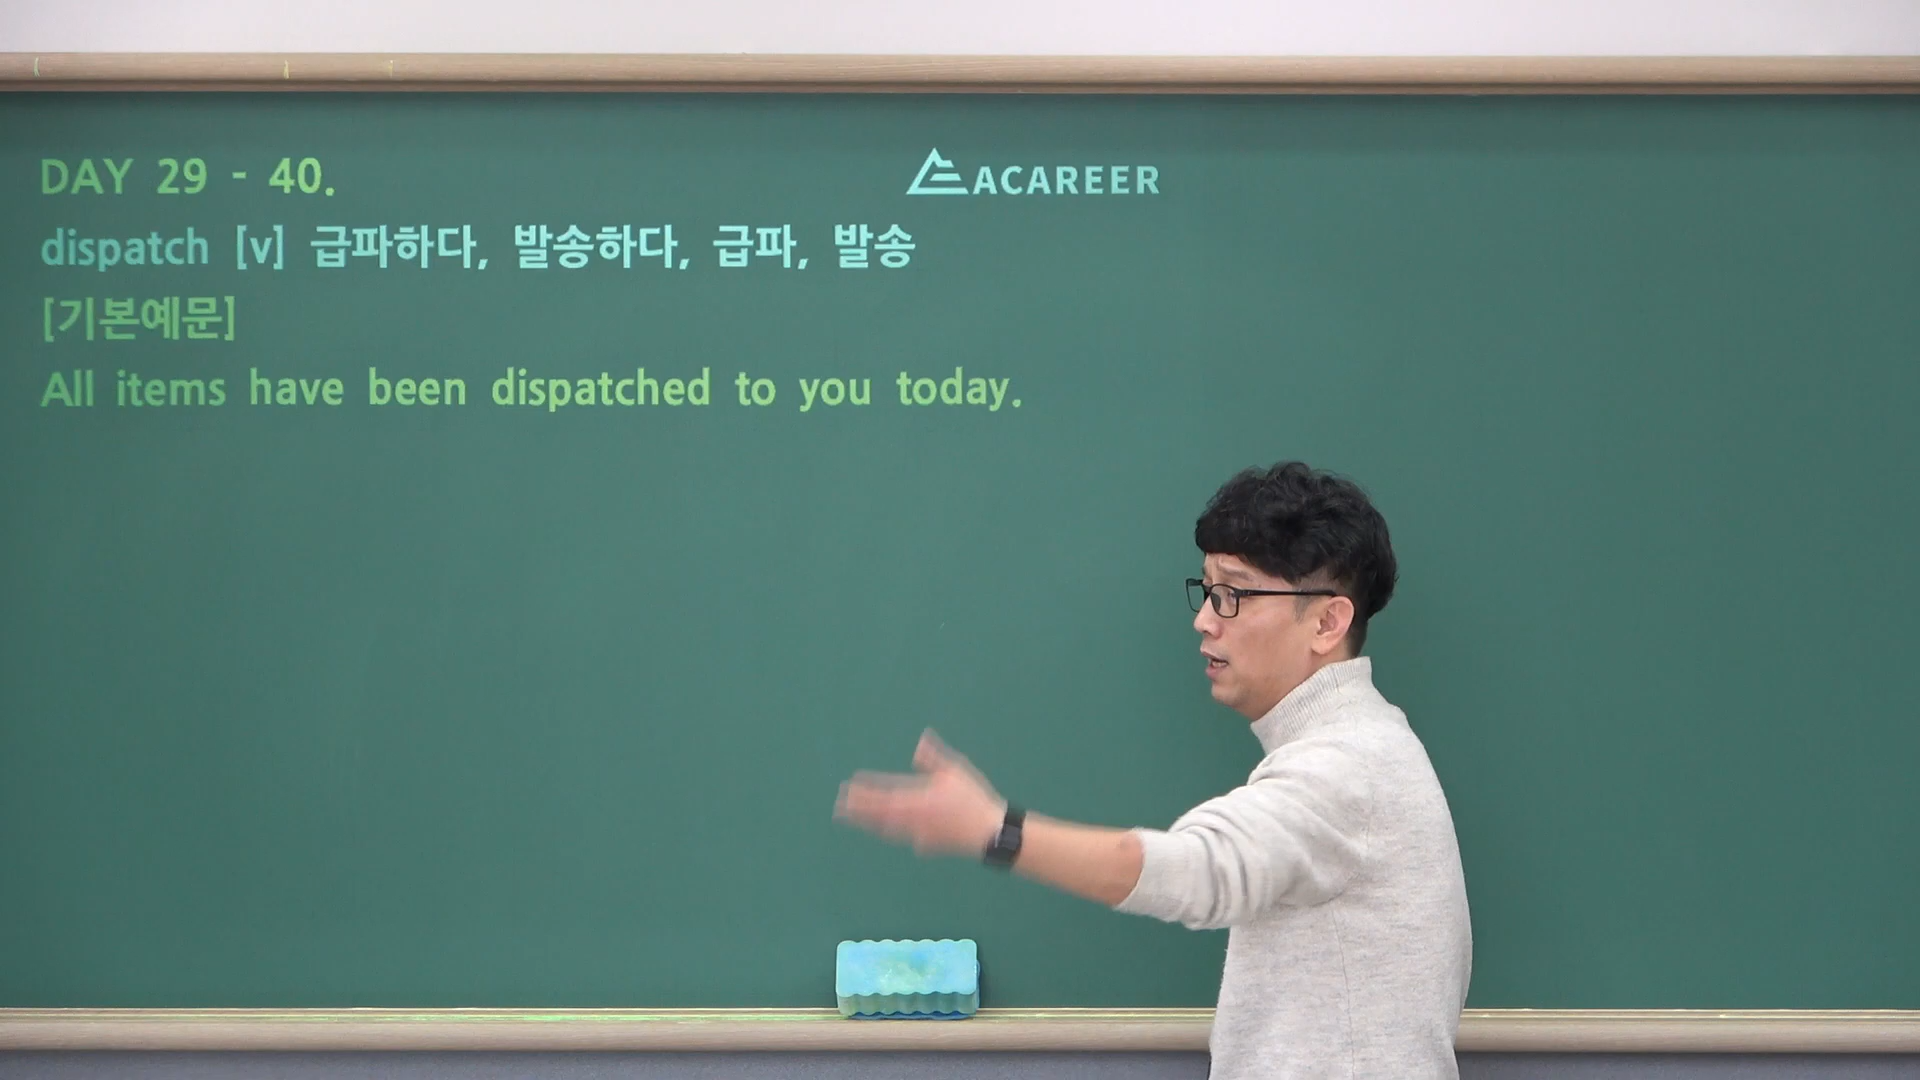 DAY 29 - 40.
ACAREER
dispatch [v] 급파하다, 발송하다, 급파, 발송
[기본예문]
All items have been dispatched to you today.